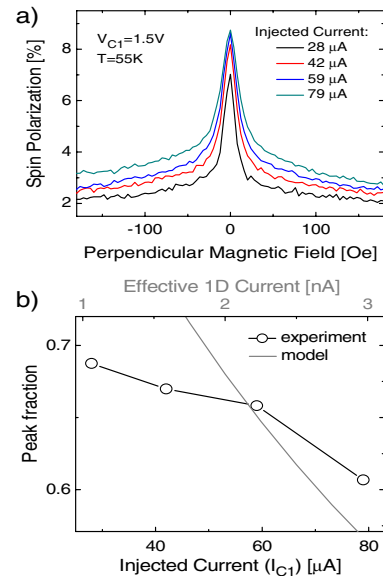 a)
V_C1=1.5V
T=55K
Injected Current:
28 μA
42 μA
59 μA
79 μA
Spin Polarization [%]
8
6
4
2
-100 0 100
Perpendicular Magnetic Field [Oe]
b)
Effective 1D Current [nA]
1 2 3
experiment
model
Peak fraction
0.7
0.6
40 60 80
Injected Current (I_C1) [μA]